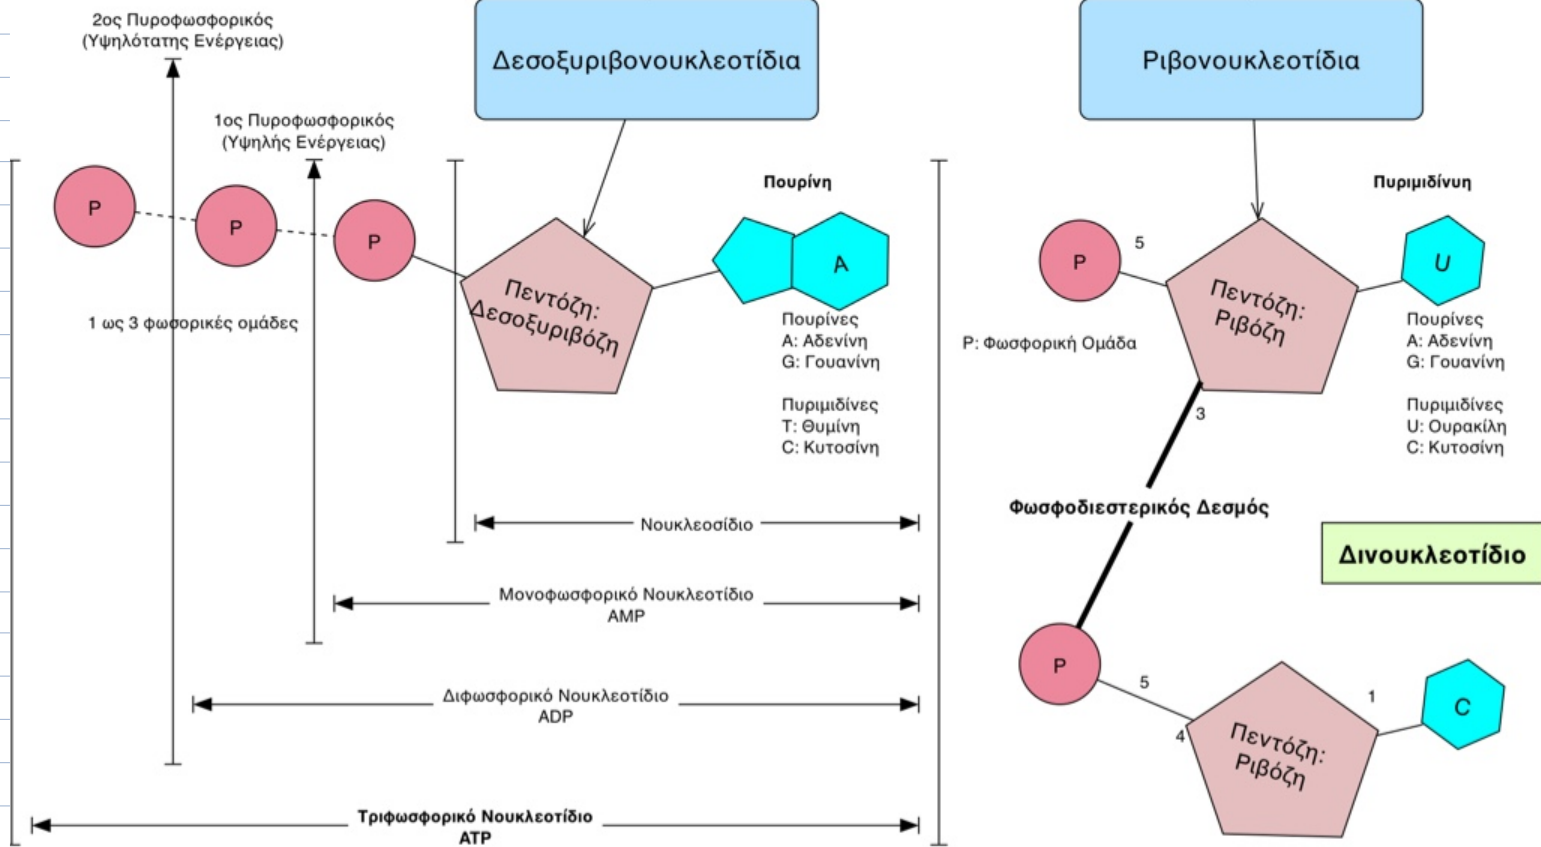 2ος Πυροφωσφορικός
(Υψηλότατης Ενέργειας)
1ος Πυροφωσφορικός
(Υψηλής Ενέργειας)
Δεσοξυριβονουκλεοτίδια
P
P
P
1 ως 3 φωσορικές ομάδες
Πεντόζη:
Δεσοξυριβόζη
Πουρίνη
A
Πουρίνες
A: Αδενίνη
G: Γουανίνη
Πυριμιδίνες
T: Θυμίνη
C: Κυτοσίνη
Νουκλεοσίδιο
Μονοφωσφορικό Νουκλεοτίδιο
AMP
Διφωσφορικό Νουκλεοτίδιο
ADP
Τριφωσφορικό Νουκλεοτίδιο
ATP
Ριβονουκλεοτίδια
Πυριμιδίνυη
P
5
Πεντόζη:
Ριβόζη
U
P: Φωσφορική Ομάδα
Πουρίνες
A: Αδενίνη
G: Γουανίνη
Πυριμιδίνες
U: Ουρακίλη
C: Κυτοσίνη
3
Φωσφοδιεστερικός Δεσμός
Δινουκλεοτίδιο
P
5
4
Πεντόζη:
Ριβόζη
1
C